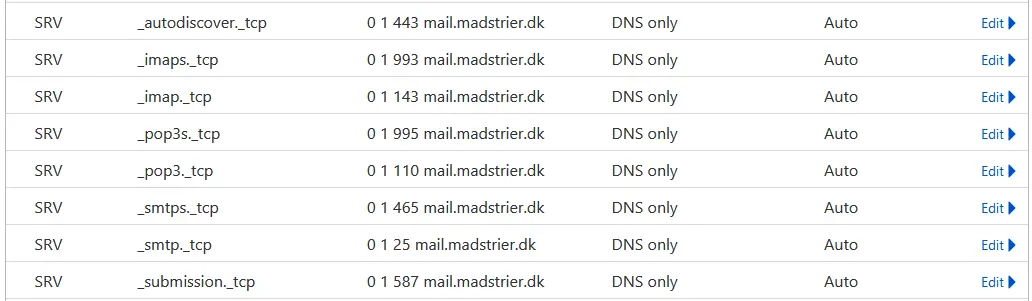 SRV _autodiscover._tcp 0 1 443 mail.madstrier.dk DNS only Auto Edit
SRV _imaps._tcp 0 1 993 mail.madstrier.dk DNS only Auto Edit
SRV _imap._tcp 0 1 143 mail.madstrier.dk DNS only Auto Edit
SRV _pop3s._tcp 0 1 995 mail.madstrier.dk DNS only Auto Edit
SRV _pop3._tcp 0 1 110 mail.madstrier.dk DNS only Auto Edit
SRV _smtps._tcp 0 1 465 mail.madstrier.dk DNS only Auto Edit
SRV _smtp._tcp 0 1 25 mail.madstrier.dk DNS only Auto Edit
SRV _submission._tcp 0 1 587 mail.madstrier.dk DNS only Auto Edit